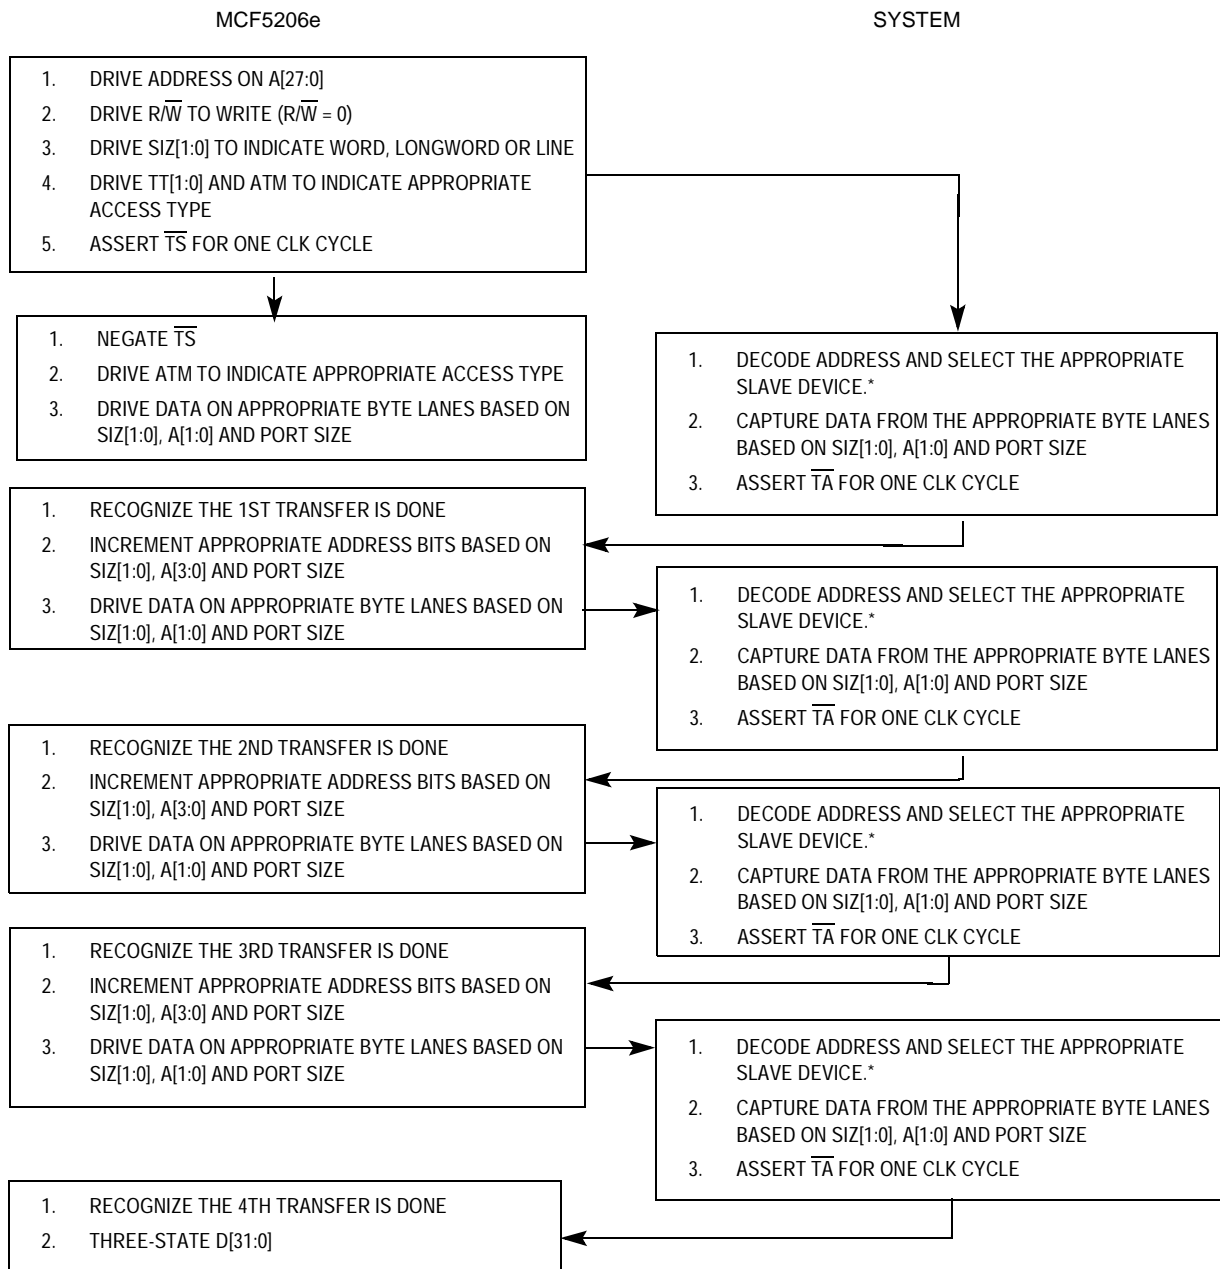 MCF5206e
SYSTEM
1. DRIVE ADDRESS ON A[27:0]
2. DRIVE R/W̅ TO WRITE (R/W̅ = 0)
3. DRIVE SIZ[1:0] TO INDICATE WORD, LONGWORD OR LINE
4. DRIVE TT[1:0] AND ATM TO INDICATE APPROPRIATE
ACCESS TYPE
5. ASSERT T̅S̅ FOR ONE CLK CYCLE
1. NEGATE T̅S̅
2. DRIVE ATM TO INDICATE APPROPRIATE ACCESS TYPE
3. DRIVE DATA ON APPROPRIATE BYTE LANES BASED ON
SIZ[1:0], A[1:0] AND PORT SIZE
1. DECODE ADDRESS AND SELECT THE APPROPRIATE
SLAVE DEVICE.*
2. CAPTURE DATA FROM THE APPROPRIATE BYTE LANES
BASED ON SIZ[1:0], A[1:0] AND PORT SIZE
3. ASSERT T̅A̅ FOR ONE CLK CYCLE
1. RECOGNIZE THE 1ST TRANSFER IS DONE
2. INCREMENT APPROPRIATE ADDRESS BITS BASED ON
SIZ[1:0], A[3:0] AND PORT SIZE
3. DRIVE DATA ON APPROPRIATE BYTE LANES BASED ON
SIZ[1:0], A[1:0] AND PORT SIZE
1. DECODE ADDRESS AND SELECT THE APPROPRIATE
SLAVE DEVICE.*
2. CAPTURE DATA FROM THE APPROPRIATE BYTE LANES
BASED ON SIZ[1:0], A[1:0] AND PORT SIZE
3. ASSERT T̅A̅ FOR ONE CLK CYCLE
1. RECOGNIZE THE 2ND TRANSFER IS DONE
2. INCREMENT APPROPRIATE ADDRESS BITS BASED ON
SIZ[1:0], A[3:0] AND PORT SIZE
3. DRIVE DATA ON APPROPRIATE BYTE LANES BASED ON
SIZ[1:0], A[1:0] AND PORT SIZE
1. DECODE ADDRESS AND SELECT THE APPROPRIATE
SLAVE DEVICE.*
2. CAPTURE DATA FROM THE APPROPRIATE BYTE LANES
BASED ON SIZ[1:0], A[1:0] AND PORT SIZE
3. ASSERT T̅A̅ FOR ONE CLK CYCLE
1. RECOGNIZE THE 3RD TRANSFER IS DONE
2. INCREMENT APPROPRIATE ADDRESS BITS BASED ON
SIZ[1:0], A[3:0] AND PORT SIZE
3. DRIVE DATA ON APPROPRIATE BYTE LANES BASED ON
SIZ[1:0], A[1:0] AND PORT SIZE
1. DECODE ADDRESS AND SELECT THE APPROPRIATE
SLAVE DEVICE.*
2. CAPTURE DATA FROM THE APPROPRIATE BYTE LANES
BASED ON SIZ[1:0], A[1:0] AND PORT SIZE
3. ASSERT T̅A̅ FOR ONE CLK CYCLE
1. RECOGNIZE THE 4TH TRANSFER IS DONE
2. THREE-STATE D[31:0]